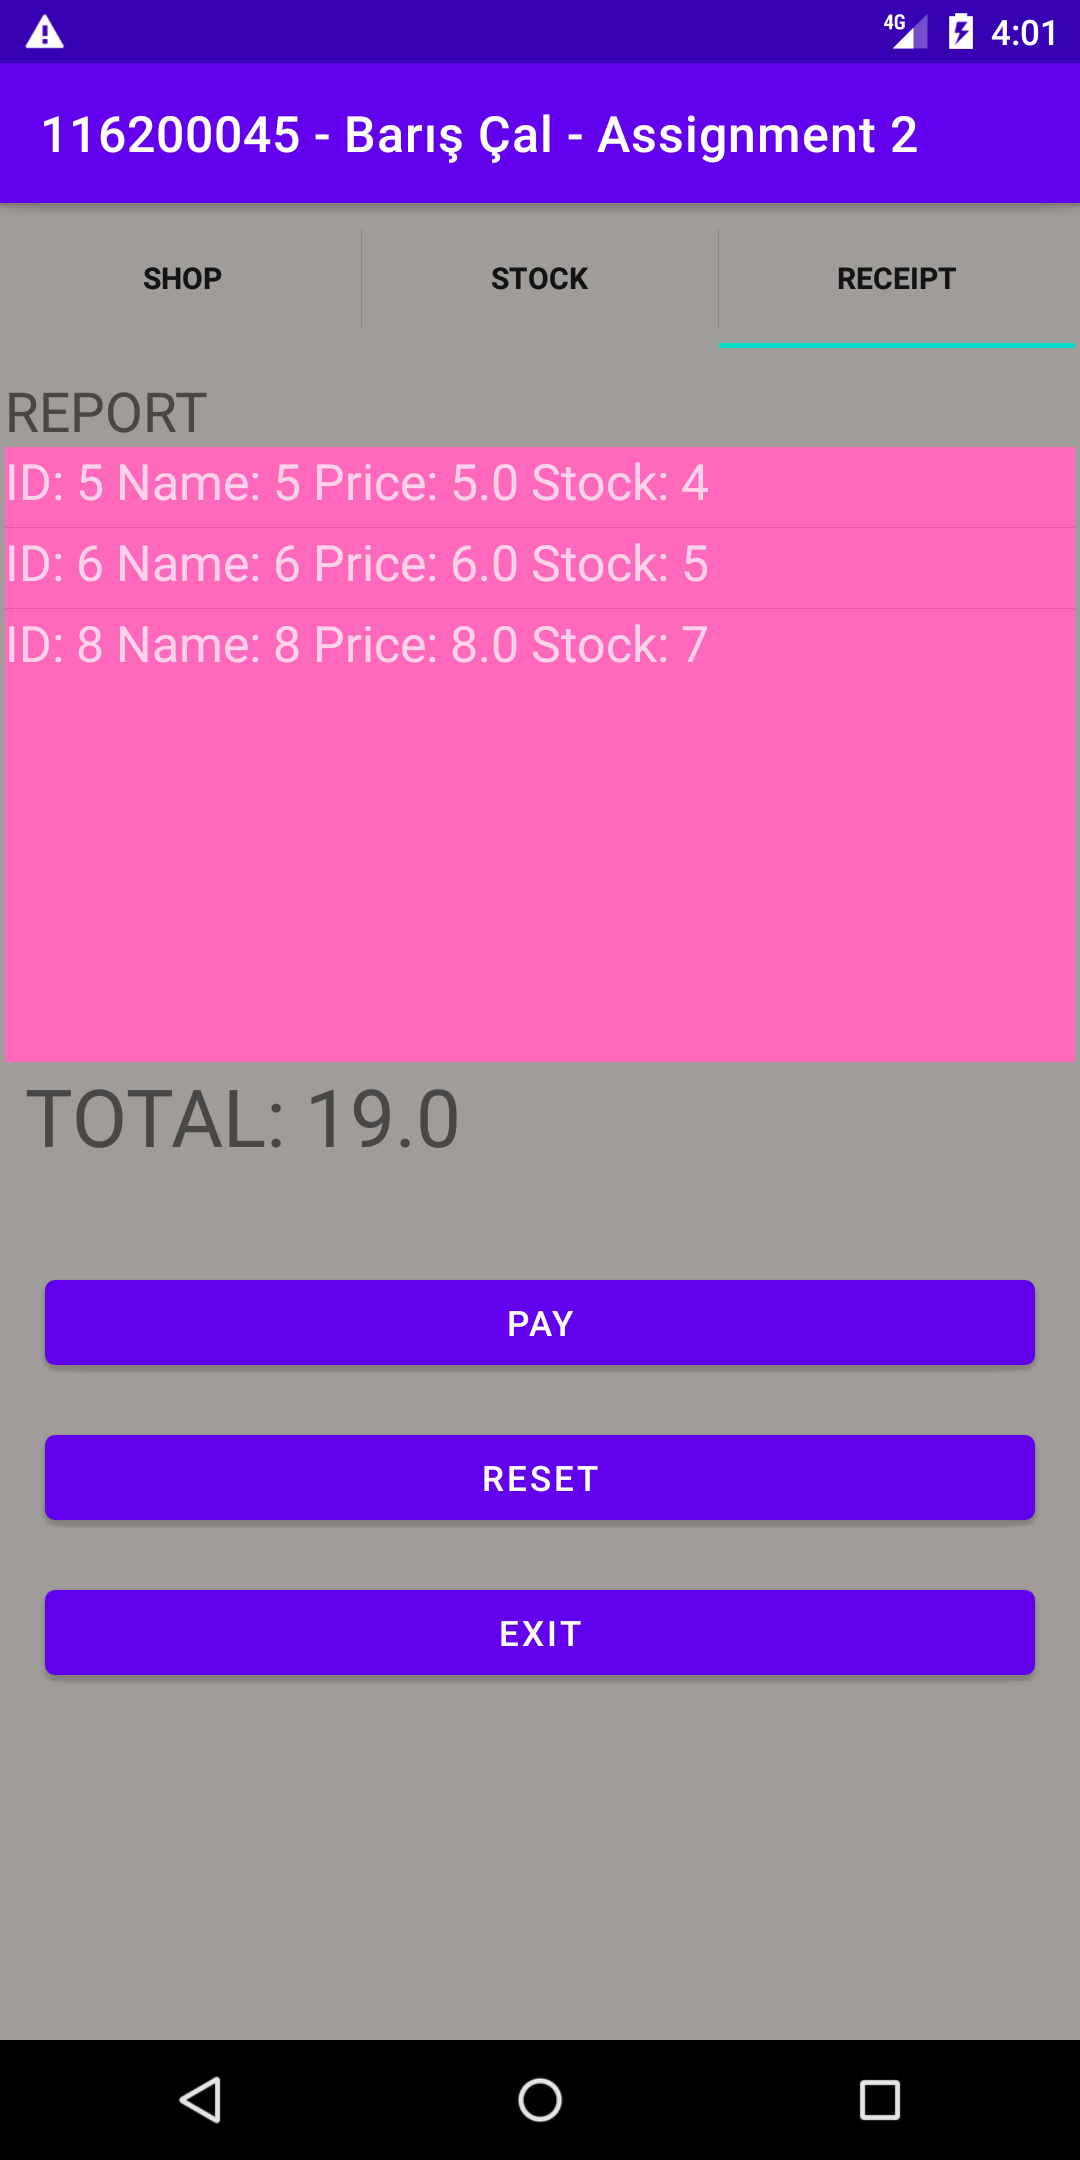 4G 4:01
116200045 - Barış Çal - Assignment 2
SHOP STOCK RECEIPT
REPORT
ID: 5 Name: 5 Price: 5.0 Stock: 4
ID: 6 Name: 6 Price: 6.0 Stock: 5
ID: 8 Name: 8 Price: 8.0 Stock: 7
TOTAL: 19.0
PAY
RESET
EXIT